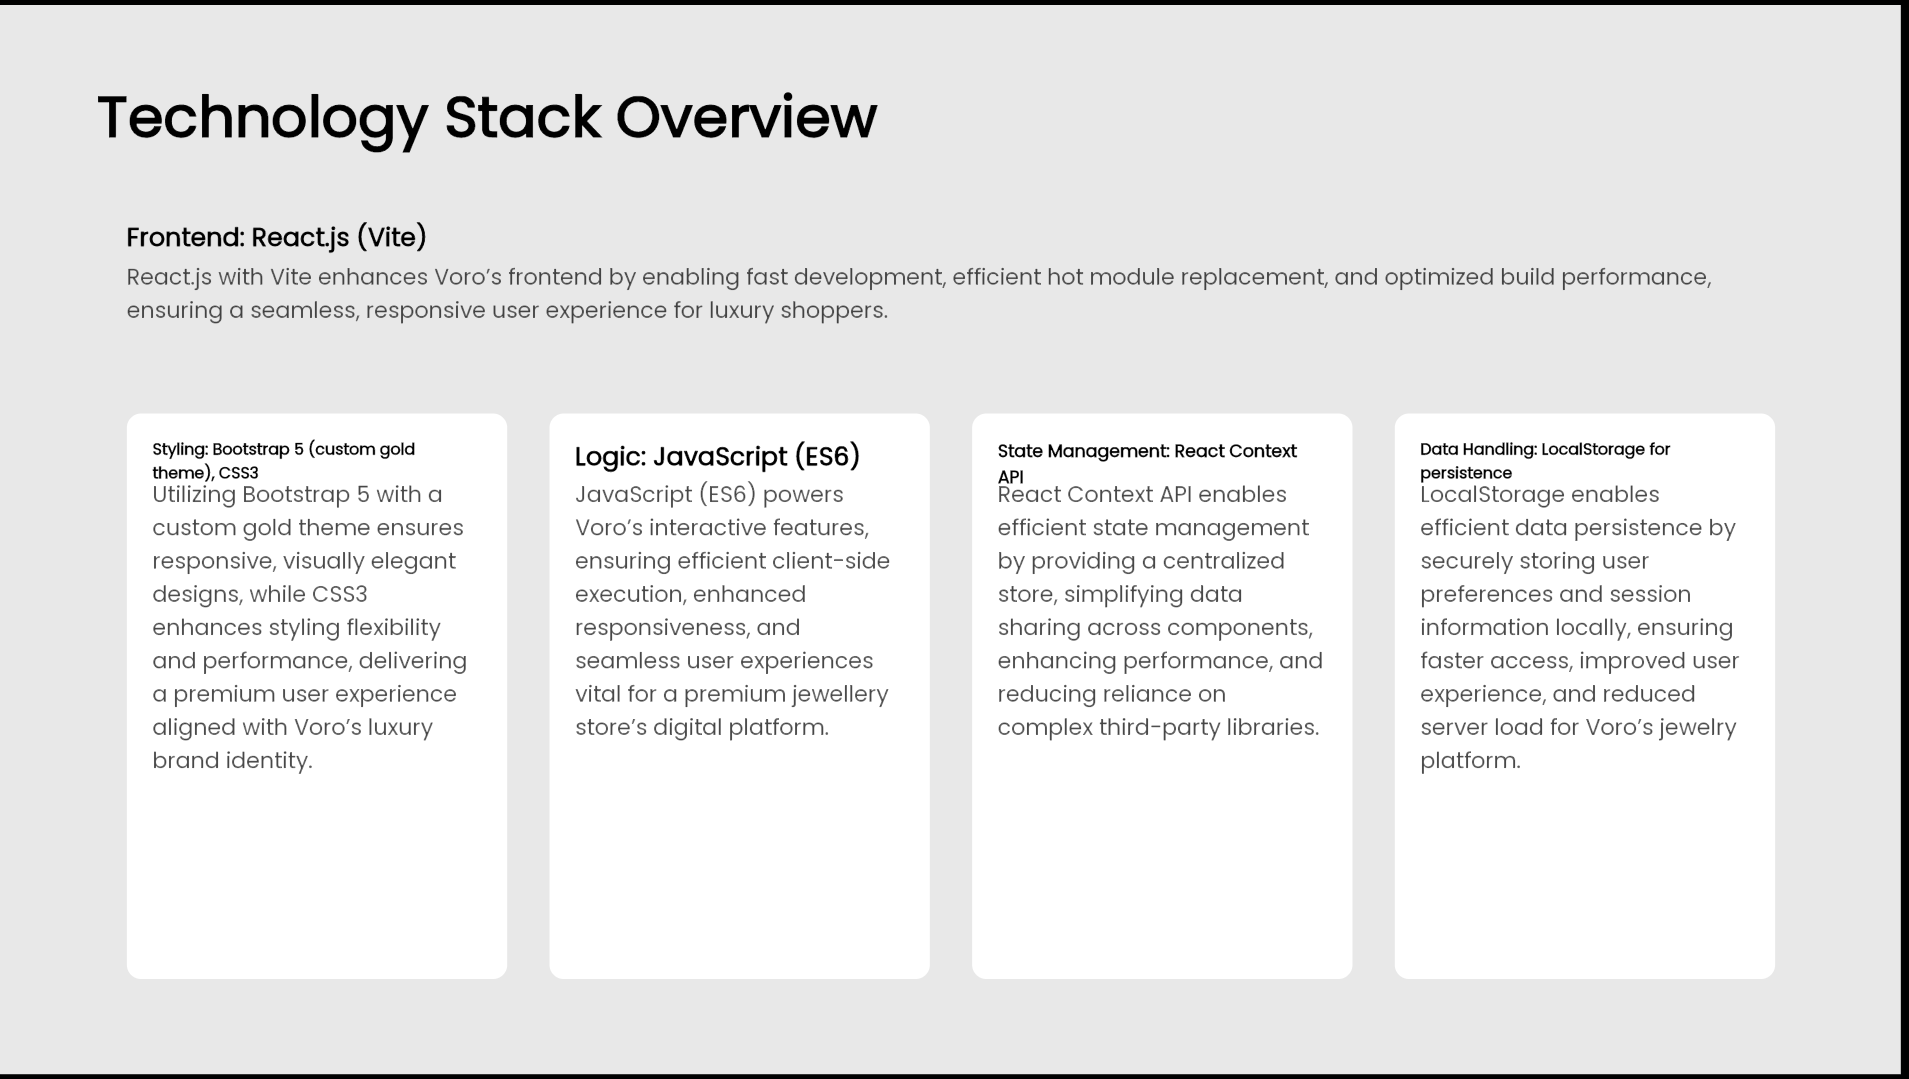 Technology Stack Overview
Frontend: React.js (Vite)
React.js with Vite enhances Voro’s frontend by enabling fast development, efficient hot module replacement, and optimized build performance,
ensuring a seamless, responsive user experience for luxury shoppers.
Styling: Bootstrap 5 (custom gold
theme), CSS3
Utilizing Bootstrap 5 with a
custom gold theme ensures
responsive, visually elegant
designs, while CSS3
enhances styling flexibility
and performance, delivering
a premium user experience
aligned with Voro’s luxury
brand identity.
Logic: JavaScript (ES6)
JavaScript (ES6) powers
Voro’s interactive features,
ensuring efficient client-side
execution, enhanced
responsiveness, and
seamless user experiences
vital for a premium jewellery
store’s digital platform.
State Management: React Context
API
React Context API enables
efficient state management
by providing a centralized
store, simplifying data
sharing across components,
enhancing performance, and
reducing reliance on
complex third-party libraries.
Data Handling: LocalStorage for
persistence
LocalStorage enables
efficient data persistence by
securely storing user
preferences and session
information locally, ensuring
faster access, improved user
experience, and reduced
server load for Voro’s jewelry
platform.